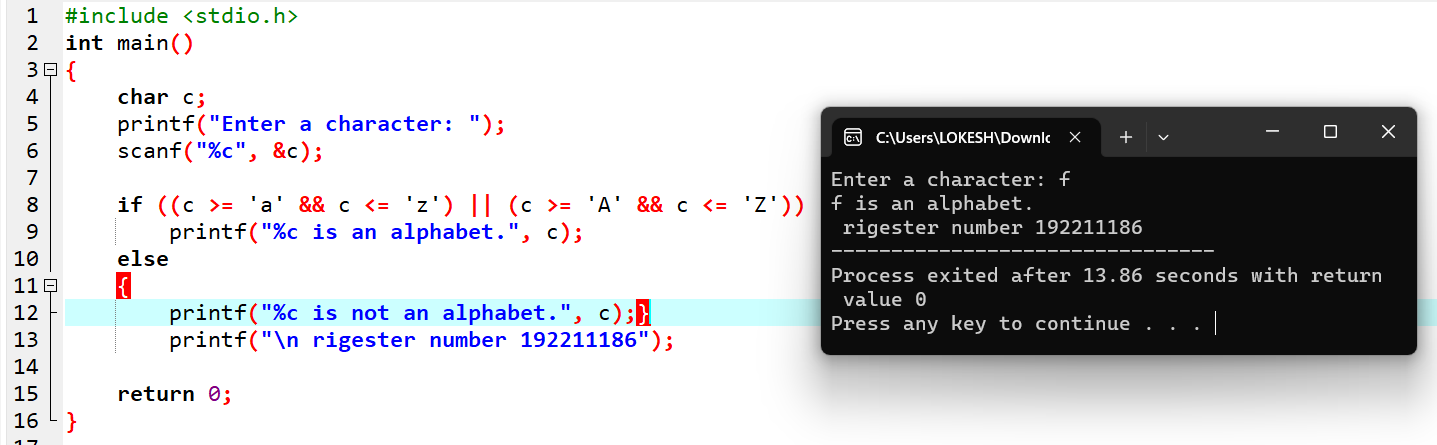 1 #include <stdio.h>
2 int main()
3 {
4 char c;
5 printf("Enter a character: ");
6 scanf("%c", &c);
7
8 if ((c >= 'a' && c <= 'z') || (c >= 'A' && c <= 'Z'))
9 printf("%c is an alphabet.", c);
10 else
11 {
12 printf("%c is not an alphabet.", c);}
13 printf("\n rigester number 192211186");
14
15 return 0;
16 }
C:\Users\LOKESH\Downlc
Enter a character: f
f is an alphabet.
rigester number 192211186
--------------------------------
Process exited after 13.86 seconds with return
value 0
Press any key to continue . . .